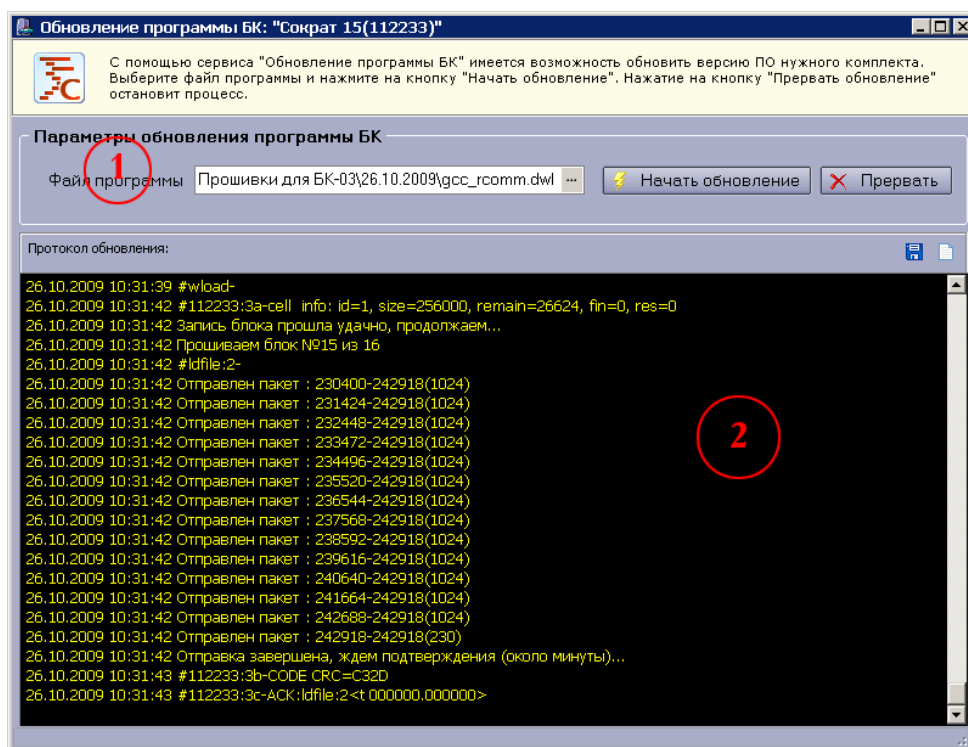 Обновление программы БК: "Сократ 15(112233)"
С помощью сервиса "Обновление программы БК" имеется возможность обновить версию ПО нужного комплекта.
Выберите файл программы и нажмите на кнопку "Начать обновление". Нажатие на кнопку "Прервать обновление"
остановит процесс.
Параметры обновления программы БК
1
Файл программы Прошивки для БК-03\26.10.2009\gcc_rcomm.dwl ... Начать обновление Прервать
Протокол обновления:
26.10.2009 10:31:39 #wload-
26.10.2009 10:31:42 #112233:3a-cell info: id=1, size=256000, remain=26624, fin=0, res=0
26.10.2009 10:31:42 Запись блока прошла удачно, продолжаем...
26.10.2009 10:31:42 Прошиваем блок №15 из 16
26.10.2009 10:31:42 #ldfile:2-
26.10.2009 10:31:42 Отправлен пакет : 230400-242918(1024)
26.10.2009 10:31:42 Отправлен пакет : 231424-242918(1024)
26.10.2009 10:31:42 Отправлен пакет : 232448-242918(1024)
26.10.2009 10:31:42 Отправлен пакет : 233472-242918(1024)
26.10.2009 10:31:42 Отправлен пакет : 234496-242918(1024)
26.10.2009 10:31:42 Отправлен пакет : 235520-242918(1024)
26.10.2009 10:31:42 Отправлен пакет : 236544-242918(1024)
26.10.2009 10:31:42 Отправлен пакет : 237568-242918(1024)
26.10.2009 10:31:42 Отправлен пакет : 238592-242918(1024)
26.10.2009 10:31:42 Отправлен пакет : 239616-242918(1024)
26.10.2009 10:31:42 Отправлен пакет : 240640-242918(1024)
26.10.2009 10:31:42 Отправлен пакет : 241664-242918(1024)
26.10.2009 10:31:42 Отправлен пакет : 242688-242918(1024)
26.10.2009 10:31:42 Отправлен пакет : 242918-242918(230)
26.10.2009 10:31:42 Отправка завершена, ждем подтверждения (около минуты)...
26.10.2009 10:31:43 #112233:3b-CODE CRC=C32D
26.10.2009 10:31:43 #112233:3c-ACK:ldfile:2<t 000000.000000>
2